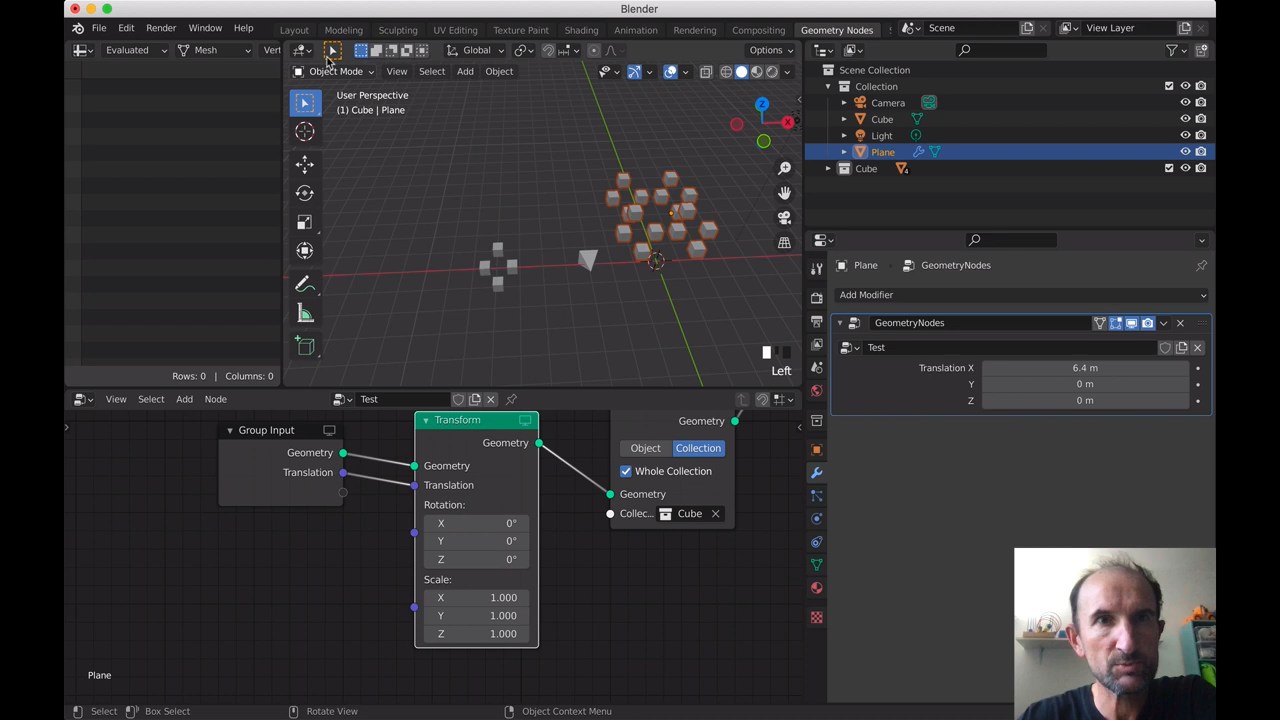 Blender
File Edit Render Window Help Layout Modeling Sculpting UV Editing Texture Paint Shading Animation Rendering Compositing Geometry Nodes Scene View Layer
Evaluated Mesh Vert Global Options
Object Mode View Select Add Object
User Perspective
(1) Cube | Plane
Z
X
Left
Rows: 0 | Columns: 0
Scene Collection
Collection
Camera
Cube
Light
Plane
Cube 4
Plane GeometryNodes
Add Modifier
GeometryNodes
Test
Translation X 6.4 m
Y 0 m
Z 0 m
View Select Add Node Test
Group Input
Geometry
Translation
Transform
Geometry
Geometry
Translation
Rotation:
X 0°
Y 0°
Z 0°
Scale:
X 1.000
Y 1.000
Z 1.000
Geometry
Object Collection
Whole Collection
Geometry
Collec... Cube
Plane
Select Box Select Rotate View Object Context Menu